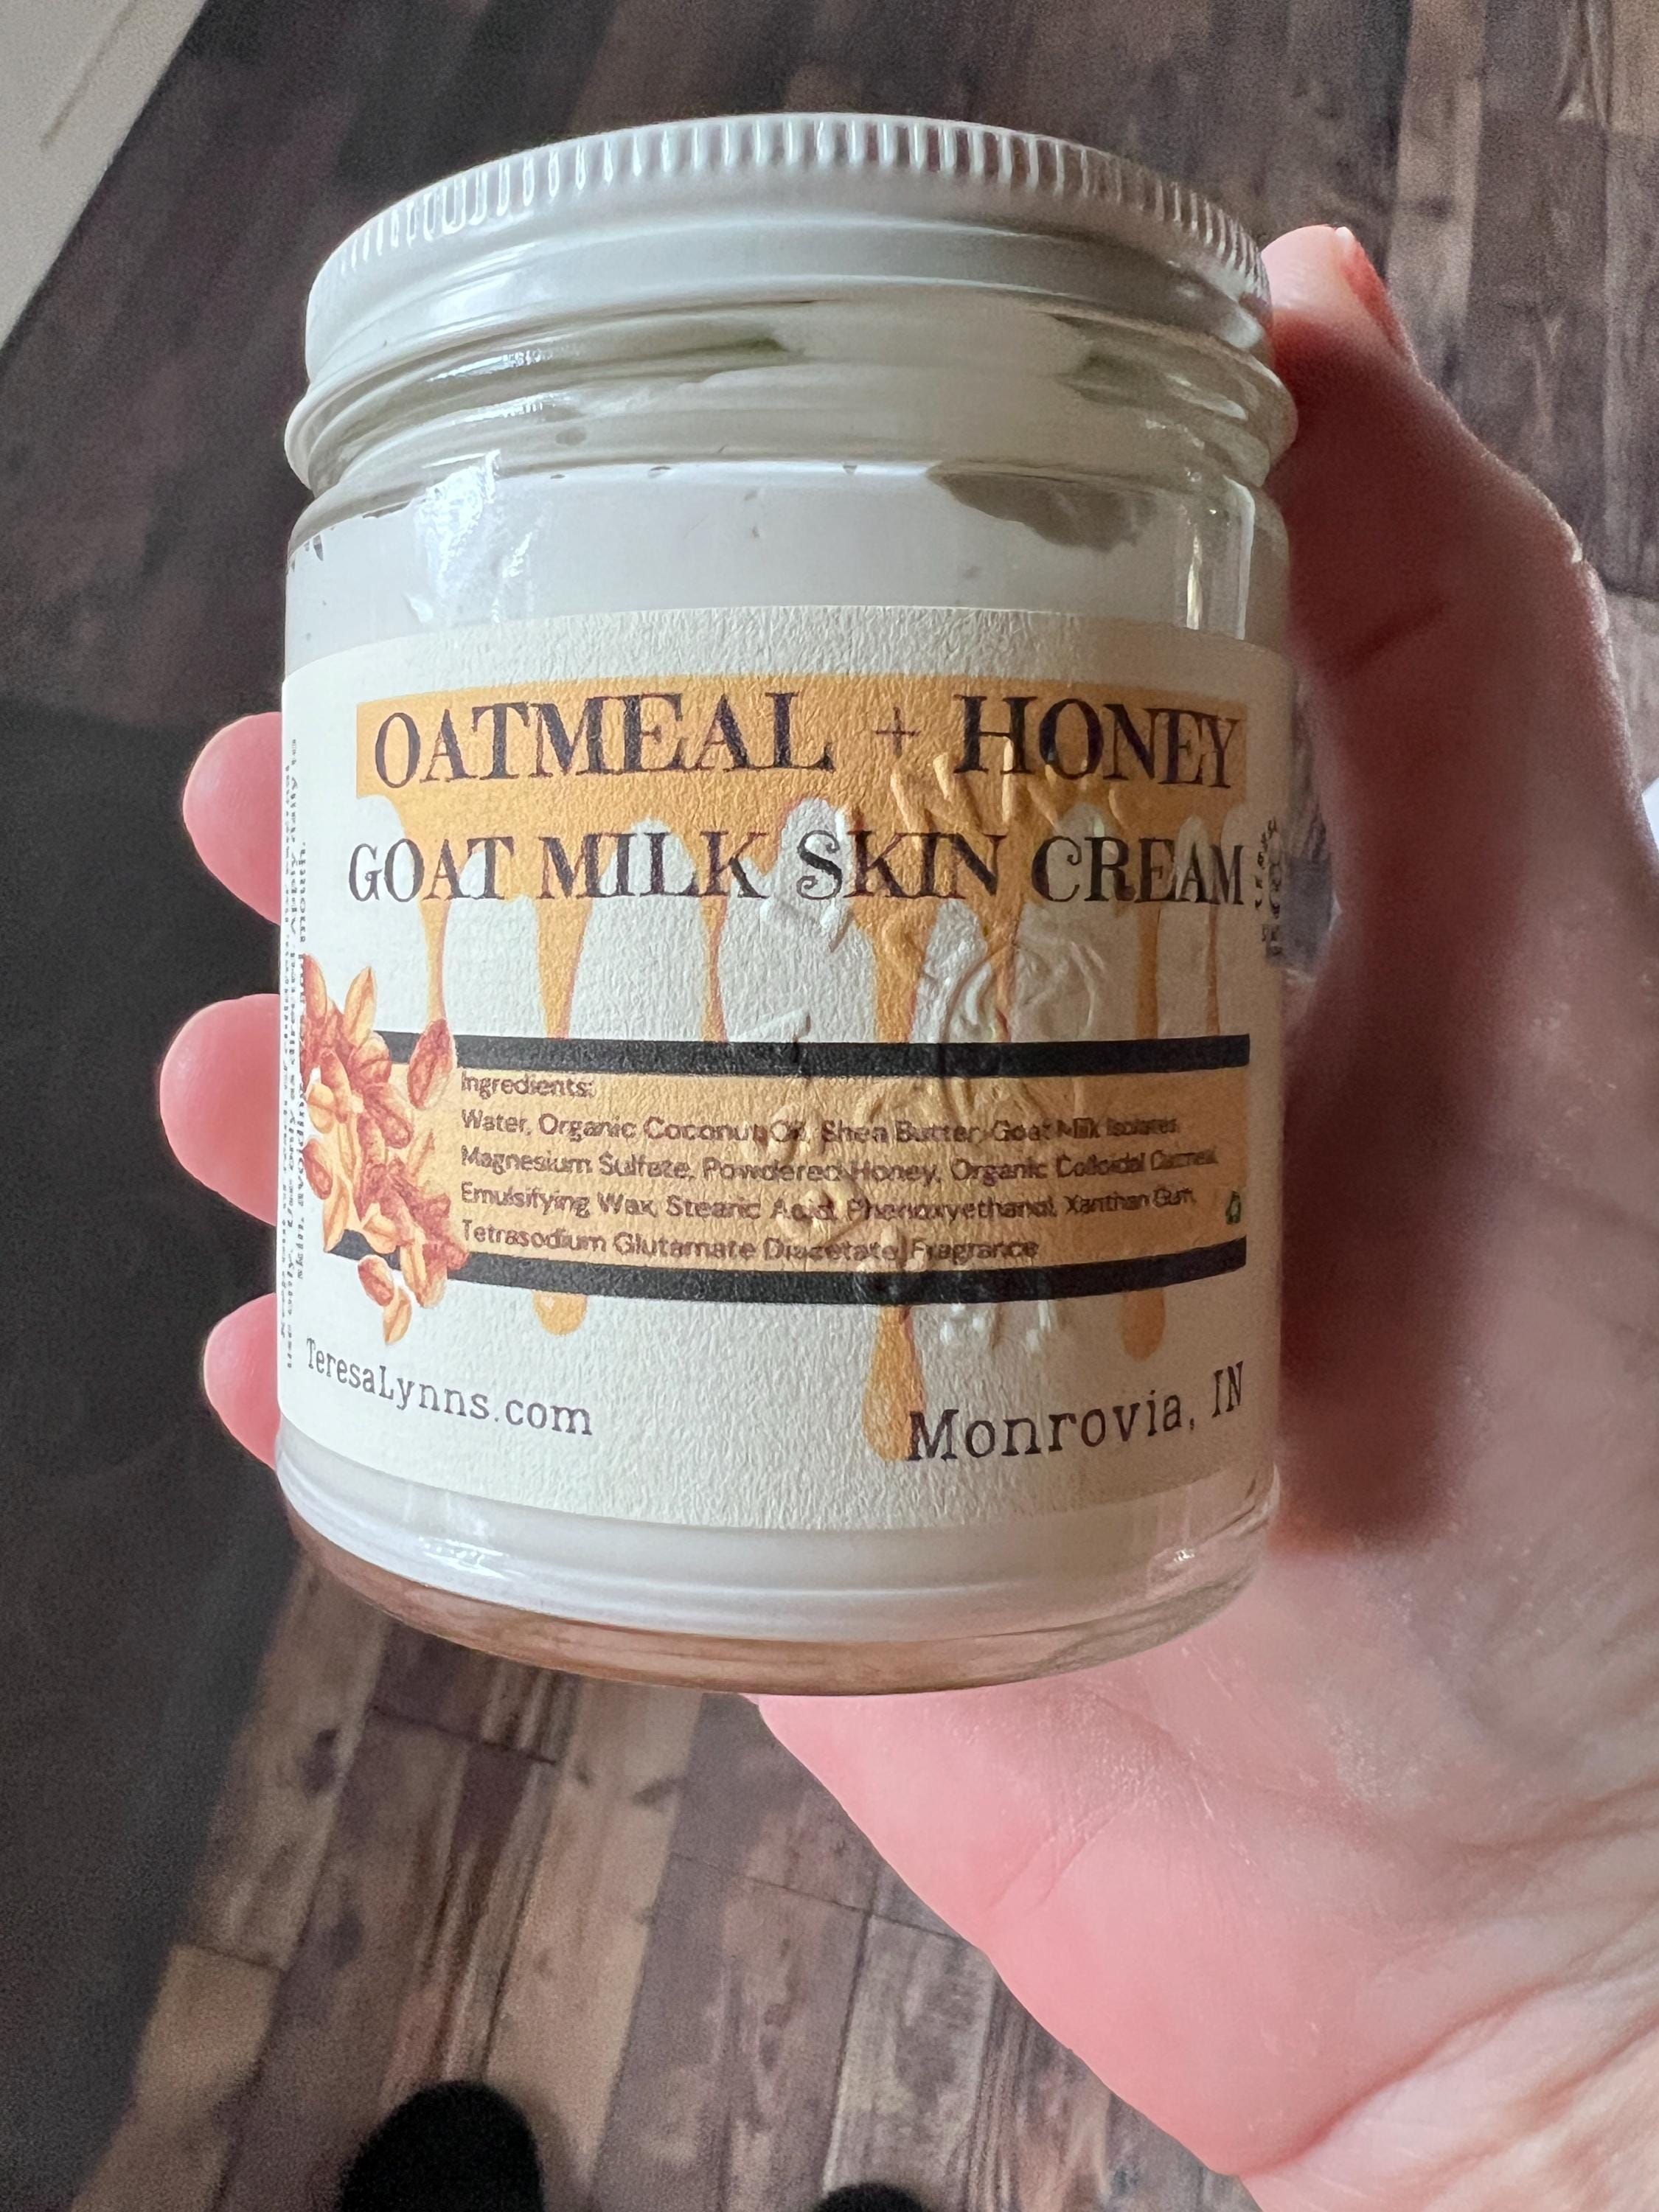 OATMEAL + HONEY
GOAT MILK SKIN CREAM
Ingredients:
Water, Organic Coconut Oil, Shea Butter, Goat Milk Isolates,
Magnesium Sulfate, Powdered Honey, Organic Colloidal Oatmeal,
Emulsifying Wax, Stearic Acid, Phenoxyethanol, Xanthan Gum,
Tetrasodium Glutamate Diacetate, Fragrance
TeresaLynns.com
Monrovia, IN